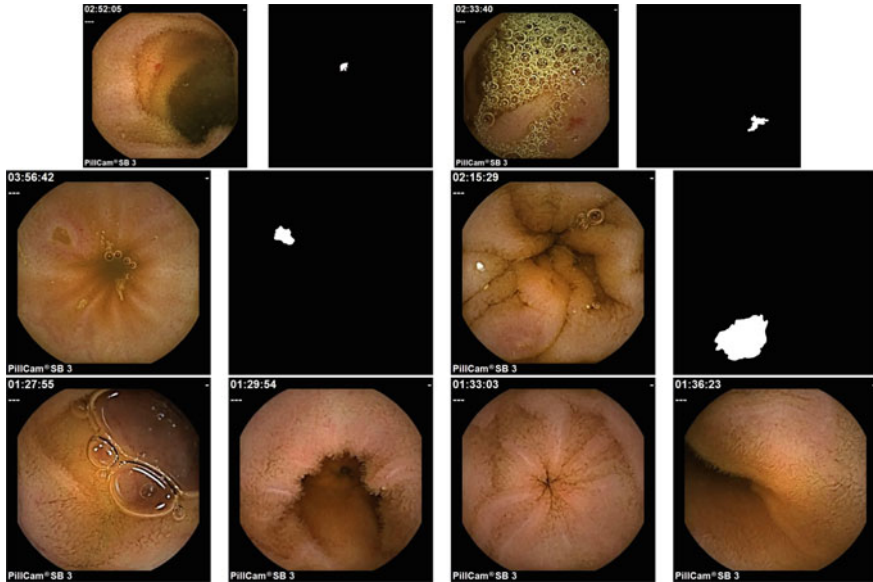 02:52:05 -
---
PillCam®SB 3
02:33:40 -
---
PillCam®SB 3
03:56:42 -
---
PillCam®SB 3
02:15:29 -
---
PillCam®SB 3
01:27:55 -
---
PillCam®SB 3
01:29:54 -
---
PillCam®SB 3
01:33:03 -
---
PillCam®SB 3
01:36:23 -
---
PillCam®SB 3